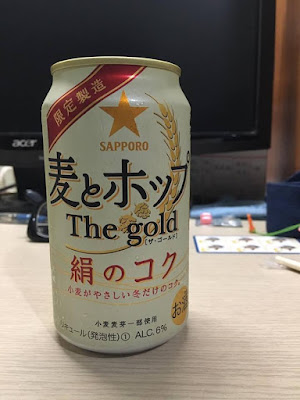 acer
限定製造
SAPPORO
麦とホップ
The gold
[ザ・ゴールド]
絹のコク
小麦がやさしい冬だけのコク。
お酒
小麦麦芽一部使用
リキュール(発泡性)① ALC.6%